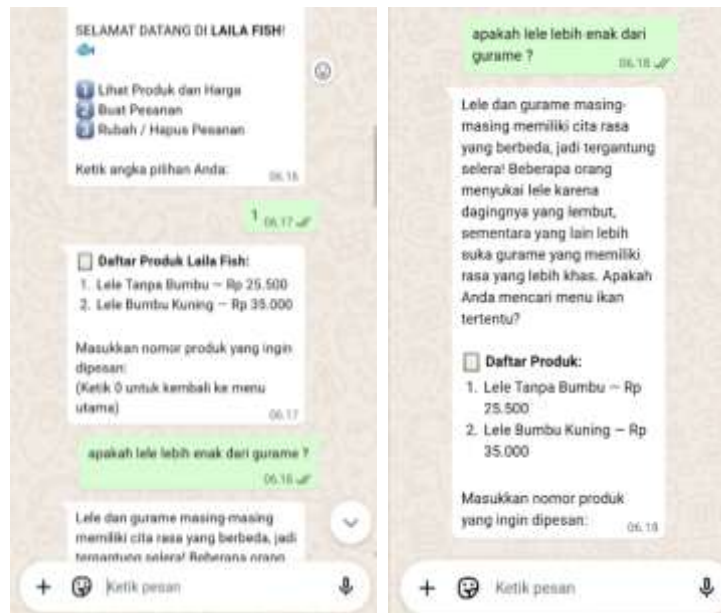 SELAMAT DATANG DI LAILA FISH!
1 Lihat Produk dan Harga
2 Buat Pesanan
3 Rubah / Hapus Pesanan
Ketik angka pilihan Anda:
06.16
1 06.17
Daftar Produk Laila Fish:
1. Lele Tanpa Bumbu – Rp 25.500
2. Lele Bumbu Kuning – Rp 35.000
Masukkan nomor produk yang ingin
dipesan:
(Ketik 0 untuk kembali ke menu
utama)
06.17
apakah lele lebih enak dari gurame ?
06.18
Lele dan gurame masing-masing
memiliki cita rasa yang berbeda, jadi
tergantung selera! Beberapa orang
Ketik pesan
apakah lele lebih enak dari
gurame ?
06.18
Lele dan gurame masing-
masing memiliki cita rasa
yang berbeda, jadi tergantung
selera! Beberapa orang
menyukai lele karena
dagingnya yang lembut,
sementara yang lain lebih
suka gurame yang memiliki
rasa yang lebih khas. Apakah
Anda mencari menu ikan
tertentu?
Daftar Produk:
1. Lele Tanpa Bumbu – Rp
25.500
2. Lele Bumbu Kuning – Rp
35.000
Masukkan nomor produk
yang ingin dipesan:
06.18
Ketik pesan